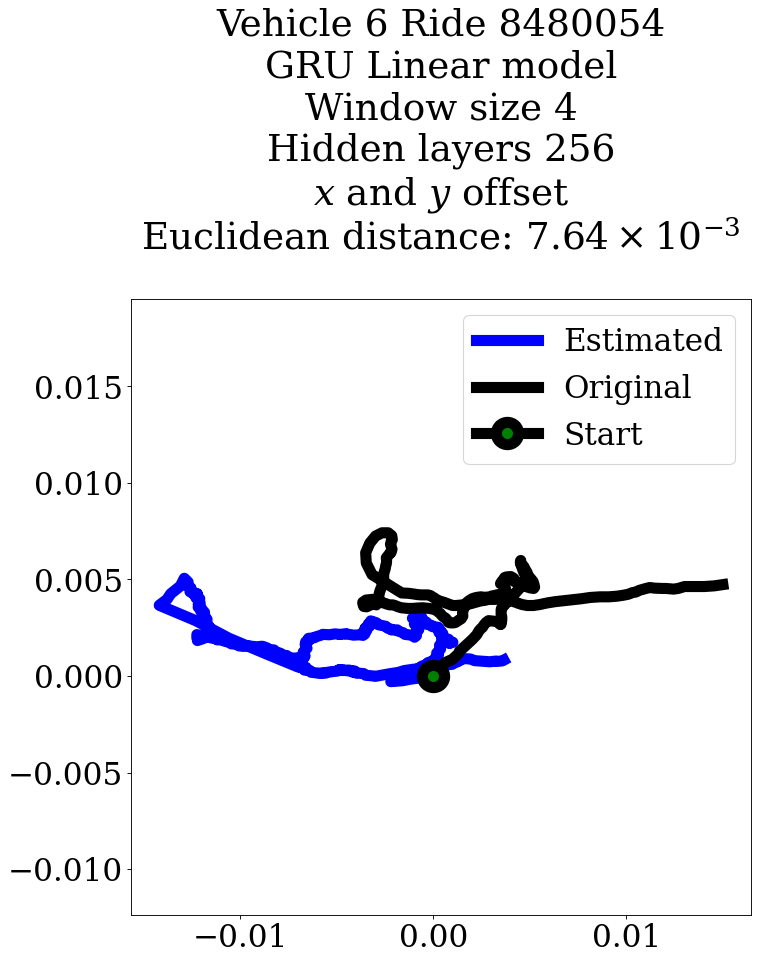 Vehicle 6 Ride 8480054
GRU Linear model
Window size 4
Hidden layers 256
x and y offset
Euclidean distance: 7.64 × 10⁻³
Estimated
Original
Start
0.015
0.010
0.005
0.000
−0.005
−0.010
−0.01
0.00
0.01